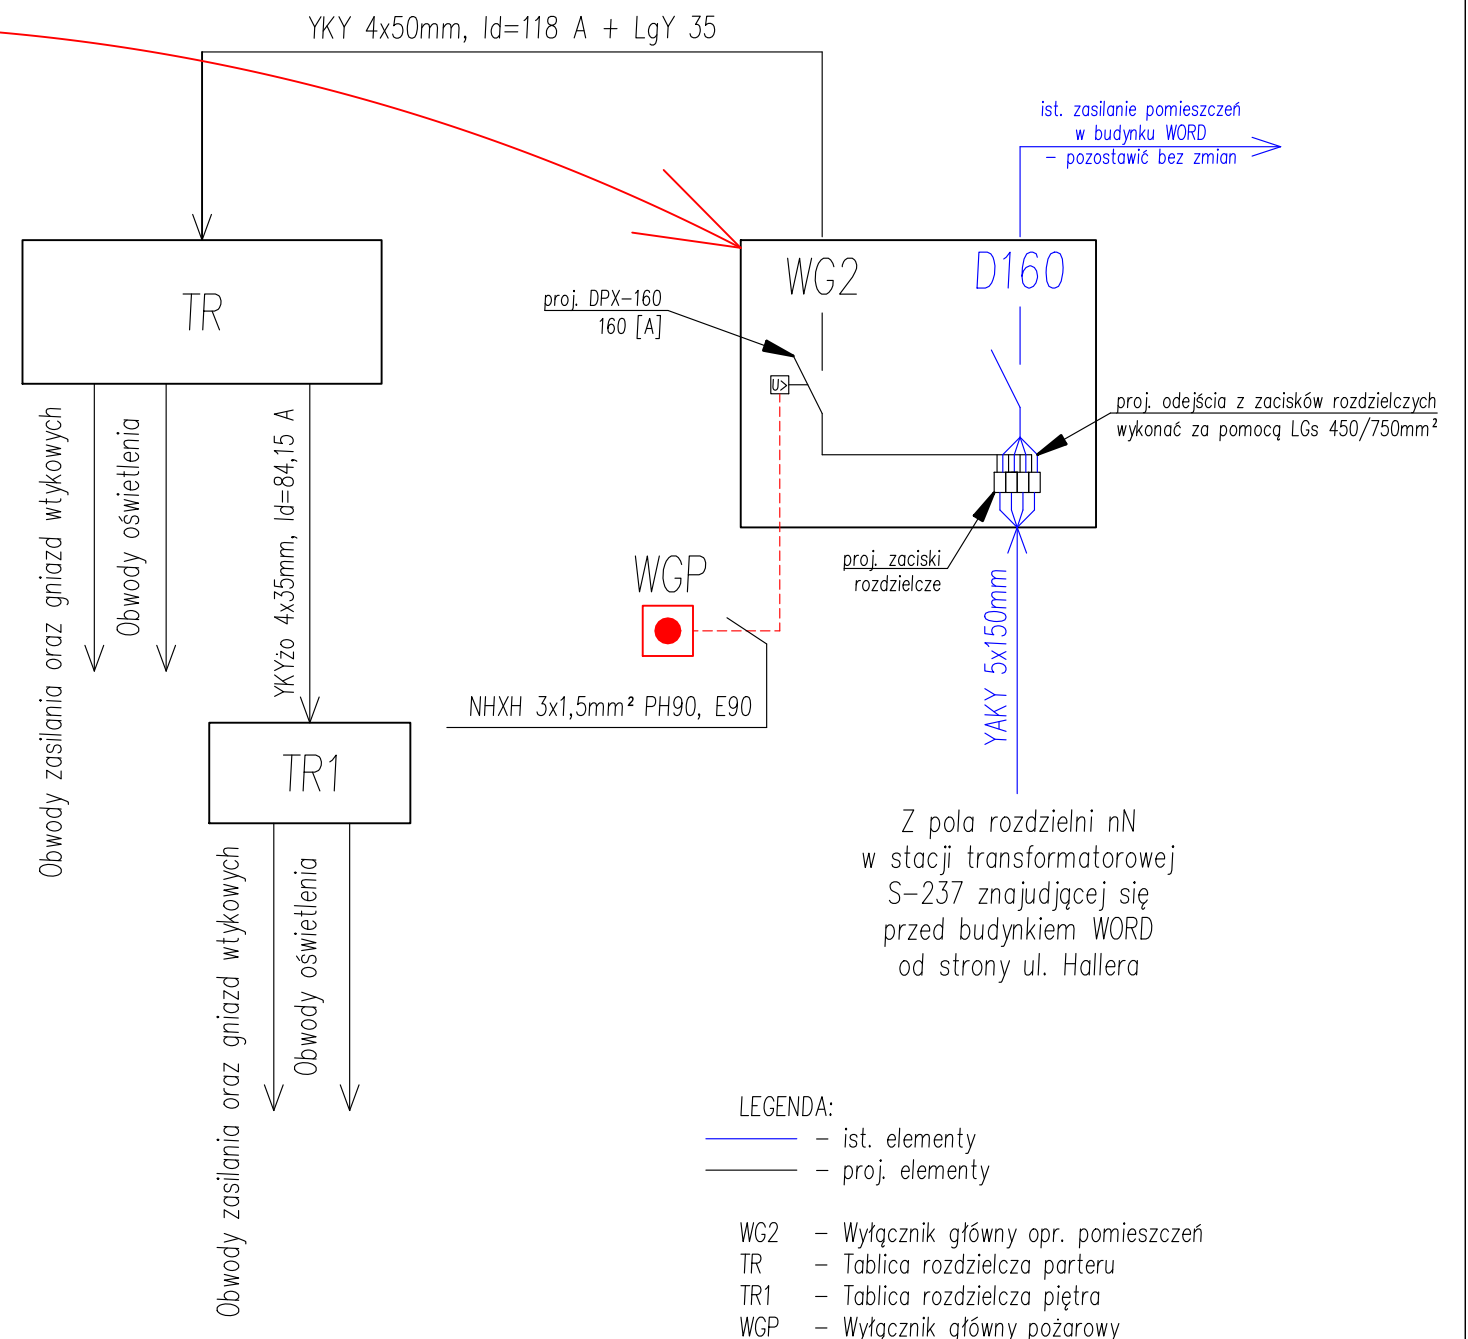 YKY 4x50mm, Id=118 A + LgY 35
ist. zasilanie pomieszczeń
w budynku WORD
- pozostawić bez zmian
TR
WG2
D160
proj. DPX-160
160 [A]
U>
proj. odejścia z zacisków rozdzielczych
wykonać za pomocą LGs 450/750mm²
Obwody zasilania oraz gniazd wtykowych
Obwody oświetlenia
YKYżo 4x35mm, Id=84,15 A
proj. zaciski
rozdzielcze
WGP
NHXH 3x1,5mm² PH90, E90
YAKY 5x150mm
TR1
Z pola rozdzielni nN
w stacji transformatorowej
S-237 znajudjącej się
przed budynkiem WORD
od strony ul. Hallera
Obwody zasilania oraz gniazd wtykowych
Obwody oświetlenia
LEGENDA:
- ist. elementy
- proj. elementy
WG2 - Wyłącznik główny opr. pomieszczeń
TR - Tablica rozdzielcza parteru
TR1 - Tablica rozdzielcza piętra
WGP - Wyłącznik główny pożarowy